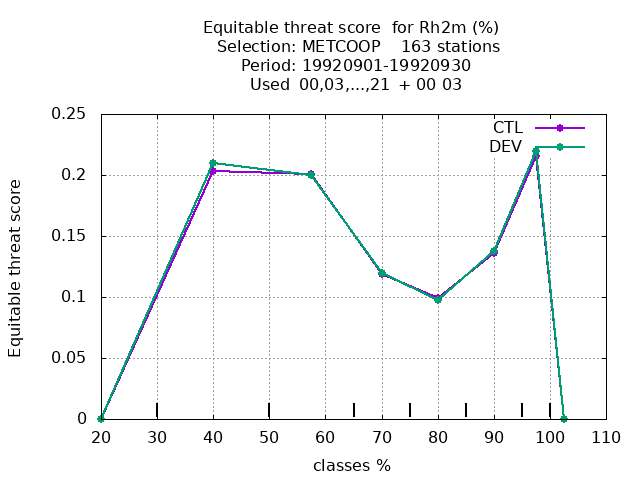 Equitable threat score for Rh2m (%)
Selection: METCOOP 163 stations
Period: 19920901-19920930
Used 00,03,...,21 + 00 03
CTL
DEV
Equitable threat score
0.25
0.2
0.15
0.1
0.05
0
20 30 40 50 60 70 80 90 100 110
classes %